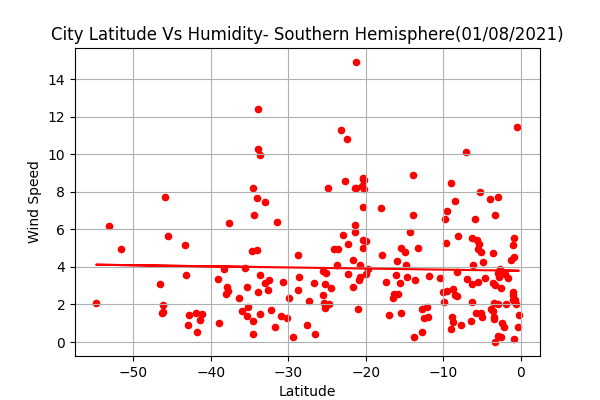 City Latitude Vs Humidity- Southern Hemisphere(01/08/2021)
14
12
10
8
6
4
2
0
Wind Speed
−50 −40 −30 −20 −10 0
Latitude